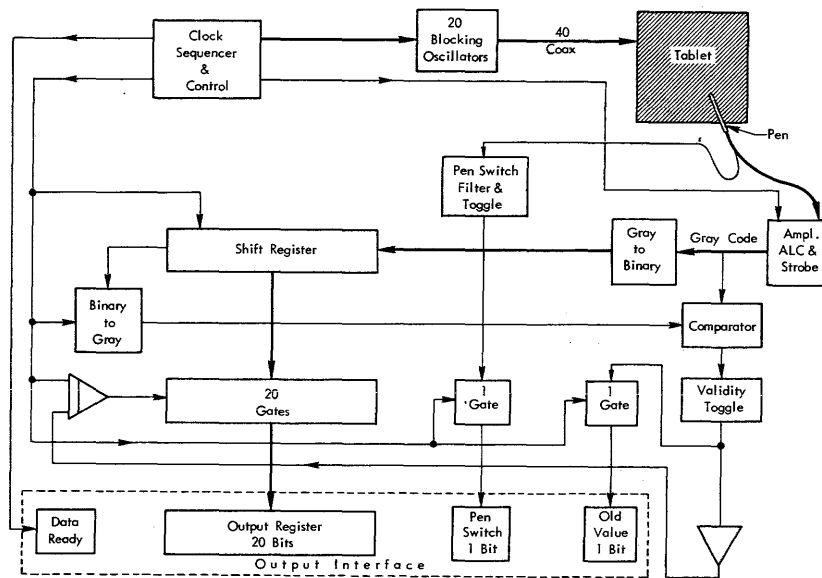 Clock
Sequencer
&
Control
20
Blocking
Oscillators
40
Coax
Tablet
Pen
Pen Switch
Filter &
Toggle
Shift Register
Gray
to
Binary
Gray Code
Ampl.
ALC &
Strobe
Binary
to
Gray
Comparator
20
Gates
1
Gate
1
Gate
Validity
Toggle
Data
Ready
Output Register
20 Bits
Pen
Switch
1 Bit
Old
Value
1 Bit
Output Interface